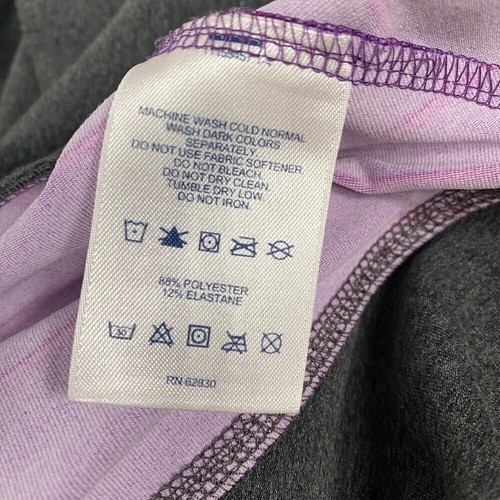 MACHINE WASH COLD NORMAL
WASH DARK COLORS
SEPARATELY.
DO NOT USE FABRIC SOFTENER
DO NOT BLEACH.
DO NOT DRY CLEAN.
TUMBLE DRY LOW.
DO NOT IRON.
88% POLYESTER
12% ELASTANE
30
RN 62830